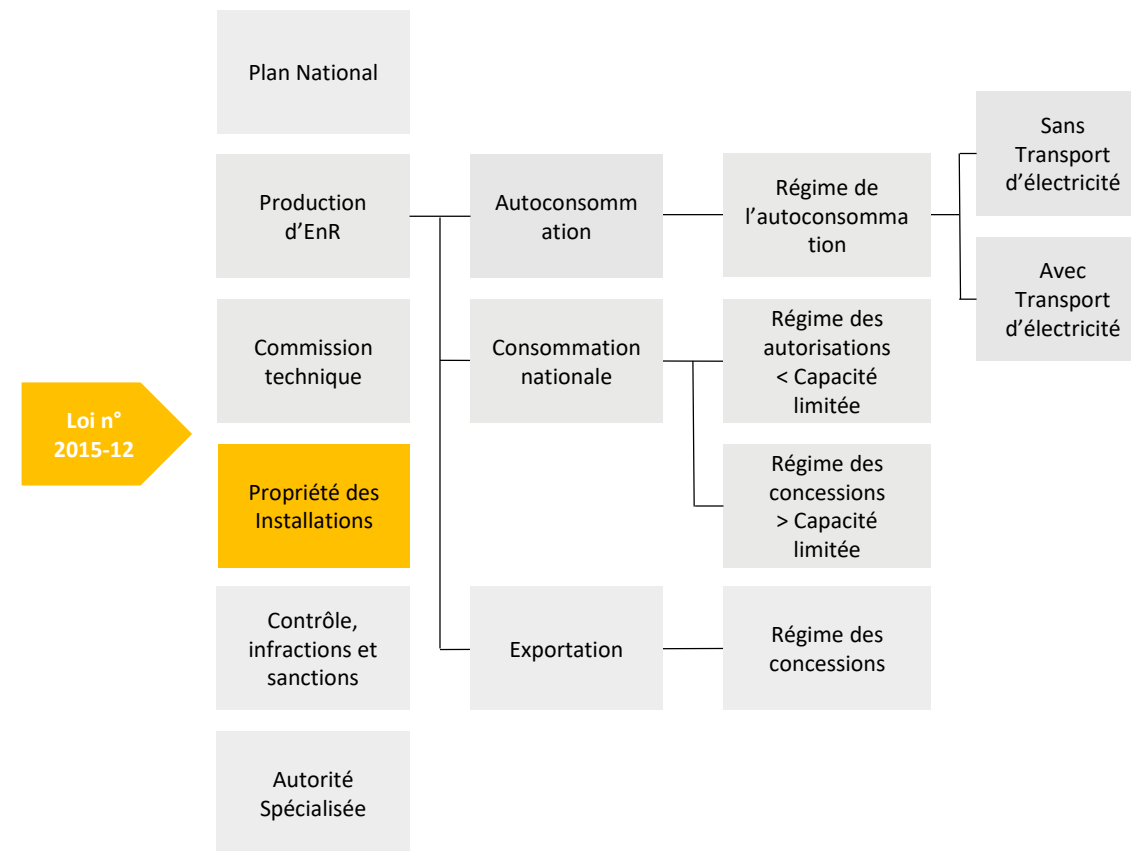 Plan National
Sans
Transport
d’électricité
Production
d’EnR
Autoconsomm
ation
Régime de
l’autoconsomma
tion
Avec
Transport
d’électricité
Commission
technique
Consommation
nationale
Régime des
autorisations
< Capacité
limitée
Loi n°
2015-12
Propriété des
Installations
Régime des
concessions
> Capacité
limitée
Contrôle,
infractions et
sanctions
Exportation
Régime des
concessions
Autorité
Spécialisée